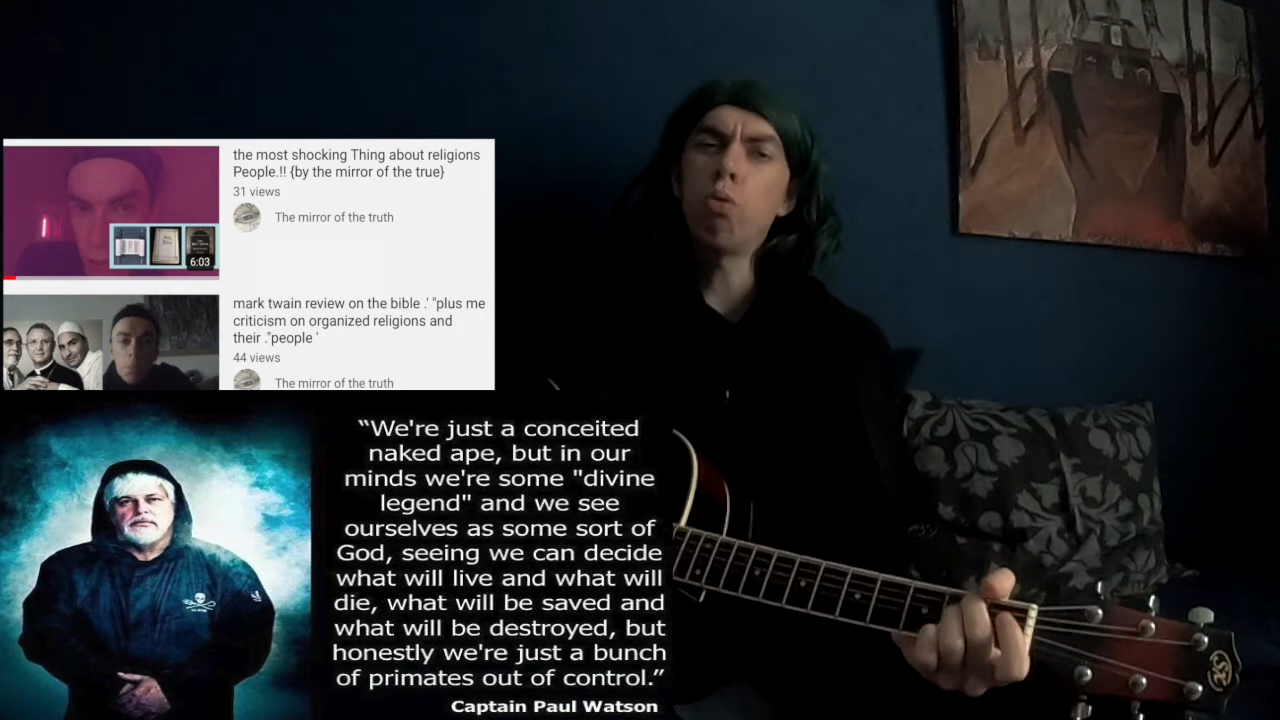 the most shocking Thing about religions
People.!! {by the mirror of the true}
31 views
The mirror of the truth
6:03
mark twain review on the bible .' "plus me
criticism on organized religions and
their ."people '
44 views
The mirror of the truth
“We're just a conceited
naked ape, but in our
minds we're some "divine
legend" and we see
ourselves as some sort of
God, seeing we can decide
what will live and what will
die, what will be saved and
what will be destroyed, but
honestly we're just a bunch
of primates out of control.”
Captain Paul Watson